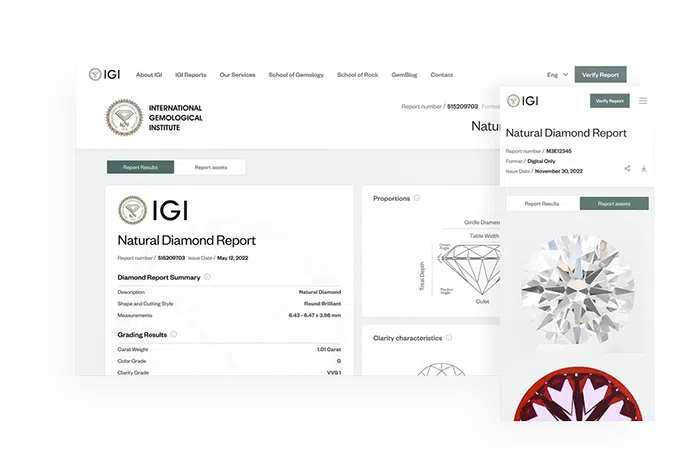 IGI
About IGI IGI Reports Our Services School of Gemology School of Rock GemBlog Contact
Eng Verify Report
INTERNATIONAL
GEMOLOGICAL
INSTITUTE
Report number / 515209703 Format
Natu
Report Results Report assets
IGI
Natural Diamond Report
Report number / 515209703 Issue Date / May 12, 2022
Diamond Report Summary
Description Natural Diamond
Shape and Cutting Style Round Brilliant
Measurements 6.43 - 6.47 x 3.96 mm
Grading Results
Carat Weight 1.01 Carat
Color Grade G
Clarity Grade VVS 1
Proportions
Girdle Diamete
Table Width
Crown
Angle
Total Depth
Pavilion
Angle
Culet
Clarity characteristics
IGI
Verify Report
Natural Diamond Report
Report number / M3E12345
Format / Digital Only
Issue Date / November 30, 2022
Report Results Report assets